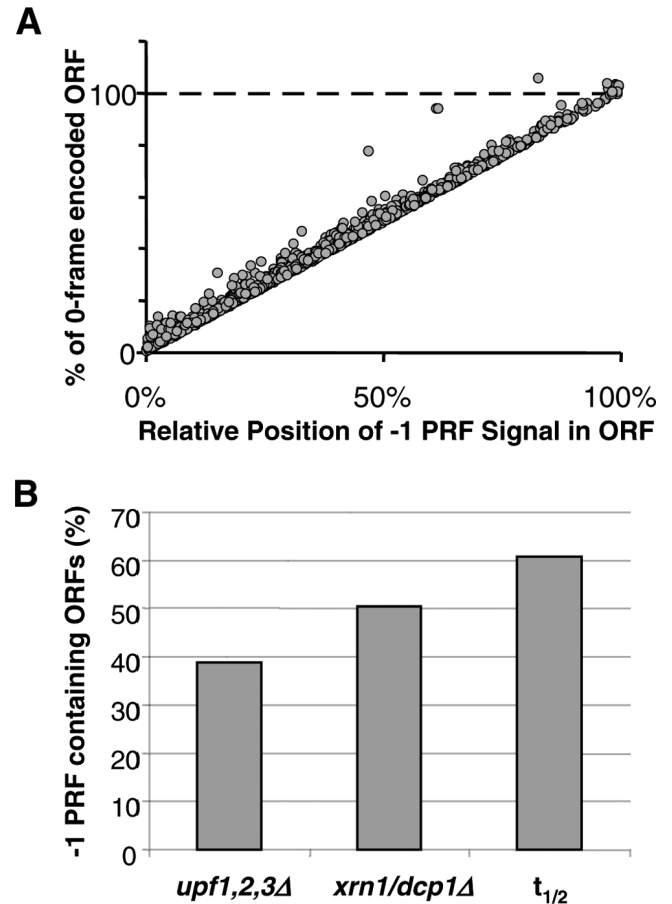 A
% of 0-frame encoded ORF
100
0
0%
50%
100%
Relative Position of -1 PRF Signal in ORF
B
-1 PRF containing ORFs (%)
70
60
50
40
30
20
10
0
upf1,2,3Δ
xrn1/dcp1Δ
t1/2